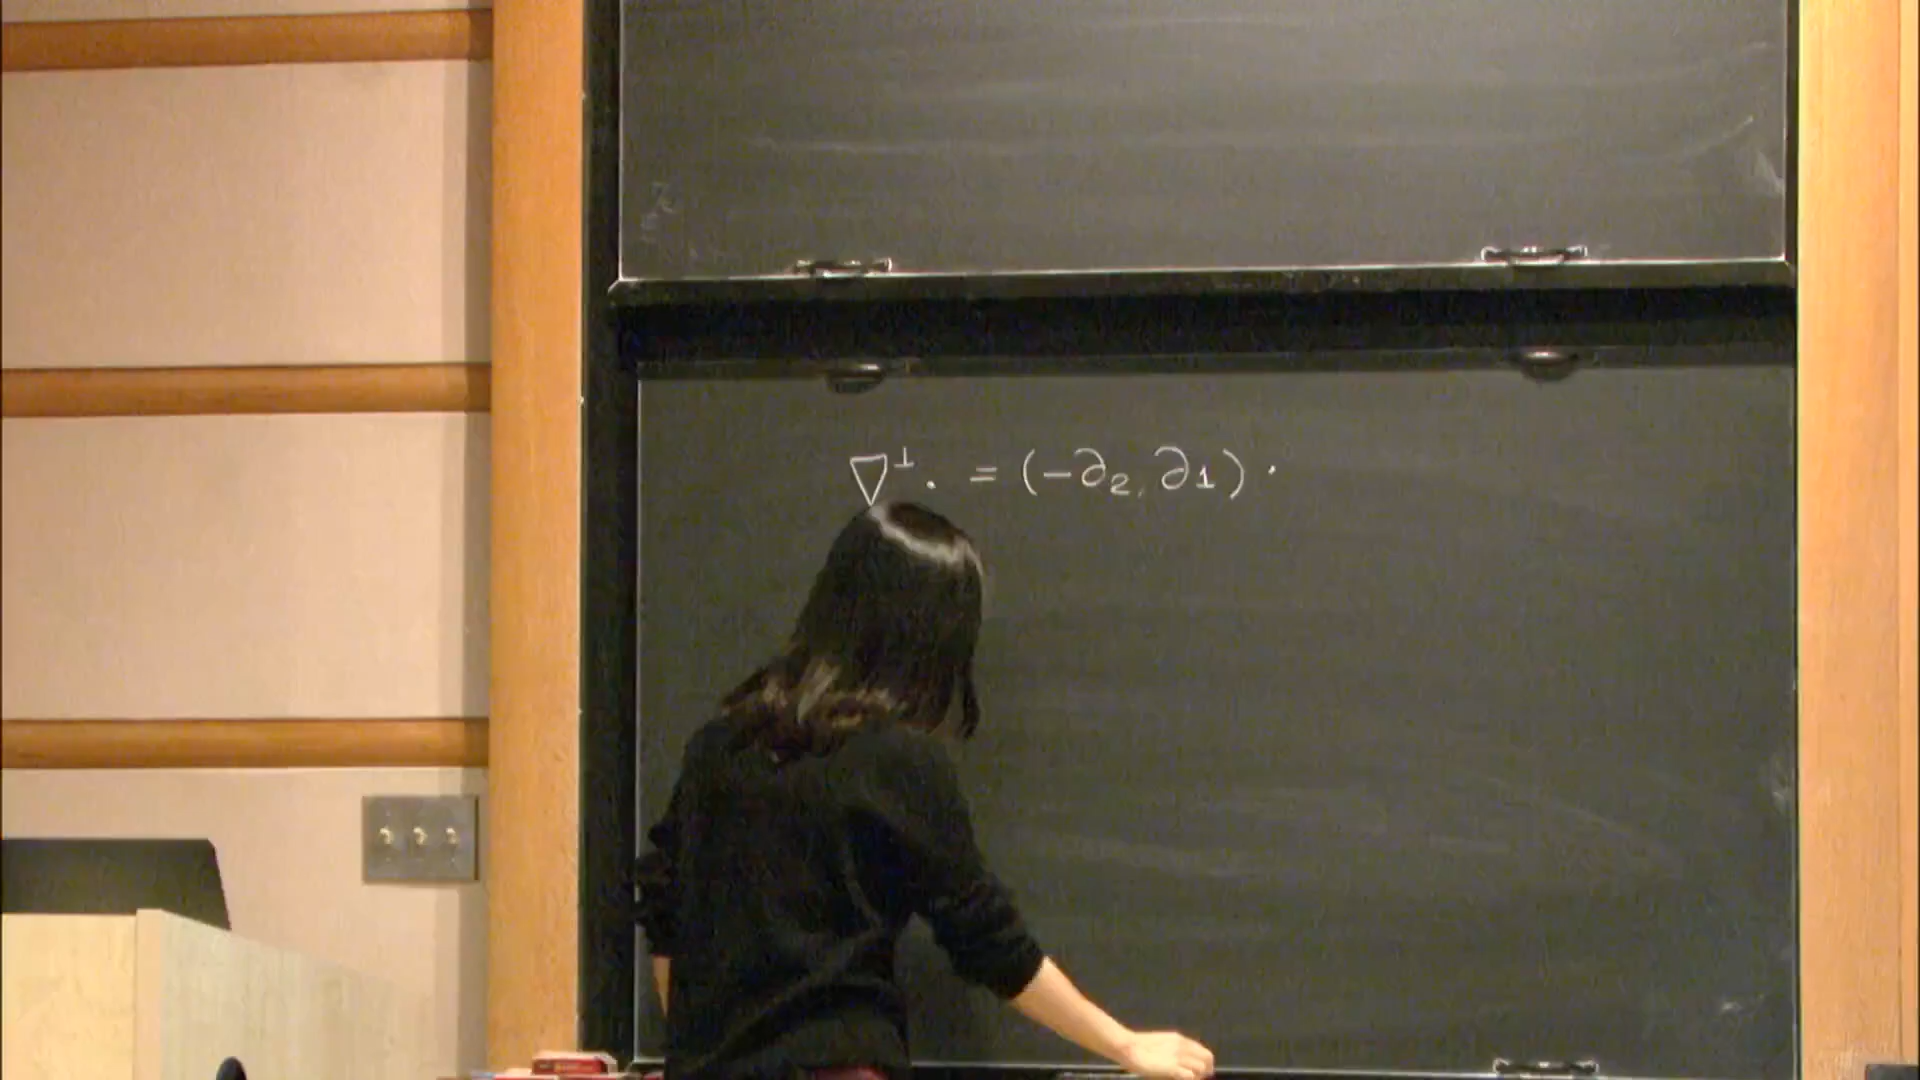 ∇^⊥ · = (-∂₂, ∂₁) ·